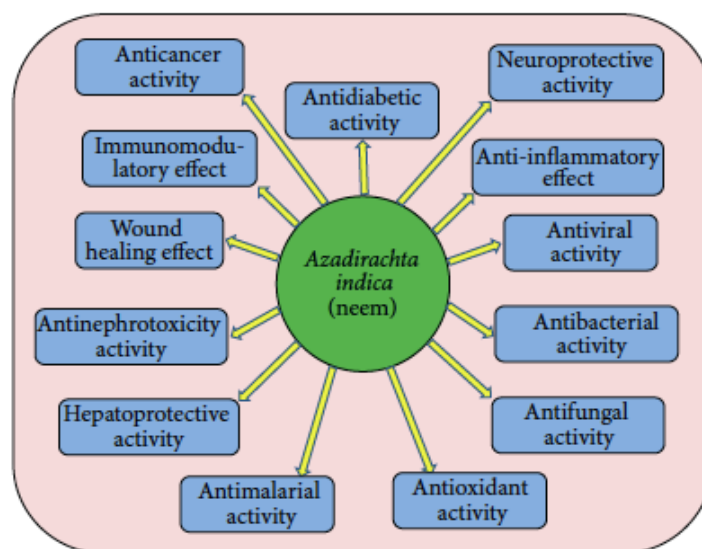 Anticancer
activity
Antidiabetic
activity
Neuroprotective
activity
Immunomodu-
latory effect
Anti-inflammatory
effect
Wound
healing effect
Antiviral
activity
Azadirachta
indica
(neem)
Antinephrotoxicity
activity
Antibacterial
activity
Hepatoprotective
activity
Antifungal
activity
Antimalarial
activity
Antioxidant
activity